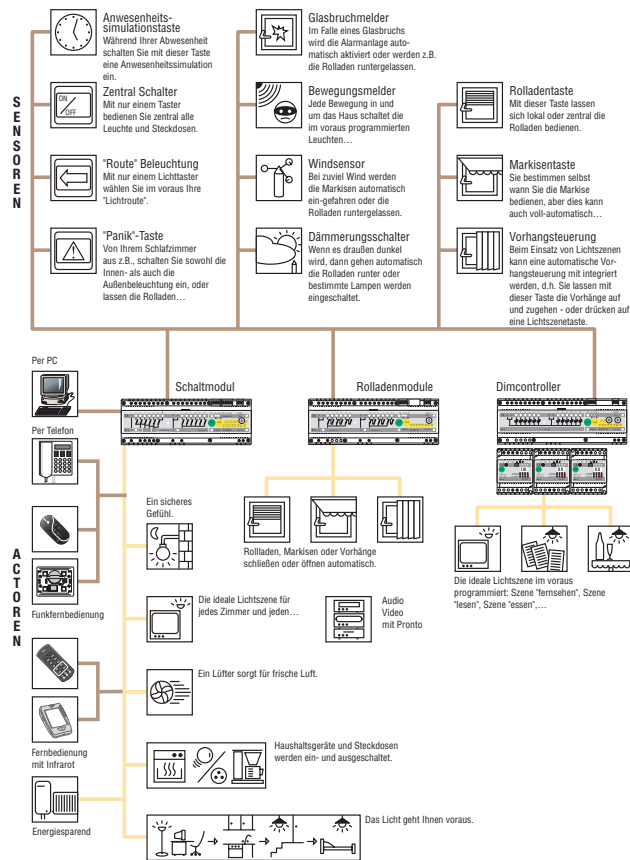 SENSOREN
Anwesenheits-
simulationstaste
Während Ihrer Abwesenheit
schalten Sie mit dieser Taste
eine Anwesenheitssimulation
ein.
ON
OFF
Zentral Schalter
Mit nur einem Taster
bedienen Sie zentral alle
Leuchte und Steckdosen.
"Route" Beleuchtung
Mit nur einem Lichttaster
wählen Sie im voraus Ihre
"Lichtroute".
"Panik"-Taste
Von Ihrem Schlafzimmer
aus z.B., schalten Sie sowohl die
Innen- als auch die
Außenbeleuchtung ein, oder
lassen die Rolladen…
Glasbruchmelder
Im Falle eines Glasbruchs
wird die Alarmanlage auto-
matisch aktiviert oder werden z.B.
die Rolladen runtergelassen.
Bewegungsmelder
Jede Bewegung in und
um das Haus schaltet die
im voraus programmierten
Leuchten…
Windsensor
Bei zuviel Wind werden
die Markisen automatisch
ein-gefahren oder die
Rolladen runtergelassen.
Dämmerungsschalter
Wenn es draußen dunkel
wird, dann gehen automatisch
die Rolladen runter oder
bestimmte Lampen werden
eingeschaltet.
Rolladentaste
Mit dieser Taste lassen
sich lokal oder zentral die
Rolladen bedienen.
Markisentaste
Sie bestimmen selbst
wann Sie die Markise
bedienen, aber dies kann
auch voll-automatisch…
Vorhangsteuerung
Beim Einsatz von Lichtszenen
kann eine automatische Vor-
hangsteuerung mit integriert
werden, d.h. Sie lassen mit
dieser Taste die Vorhänge auf
und zugehen - oder drücken auf
eine Lichtszenetaste.
Per PC
Schaltmodul
Rolladenmodule
Dimcontroller
Per Telefon
ACTOREN
Funkfernbedienung
Fernbedienung
mit Infrarot
Energiesparend
Ein sicheres
Gefühl.
Rollladen, Markisen oder Vorhänge
schließen oder öffnen automatisch.
Die ideale Lichtszene im voraus
programmiert: Szene "fernsehen", Szene
"lesen", Szene "essen",…
Die ideale Lichtszene für
jedes Zimmer und jeden…
Audio
Video
mit Pronto
Ein Lüfter sorgt für frische Luft.
Haushaltsgeräte und Steckdosen
werden ein- und ausgeschaltet.
Das Licht geht Ihnen voraus.